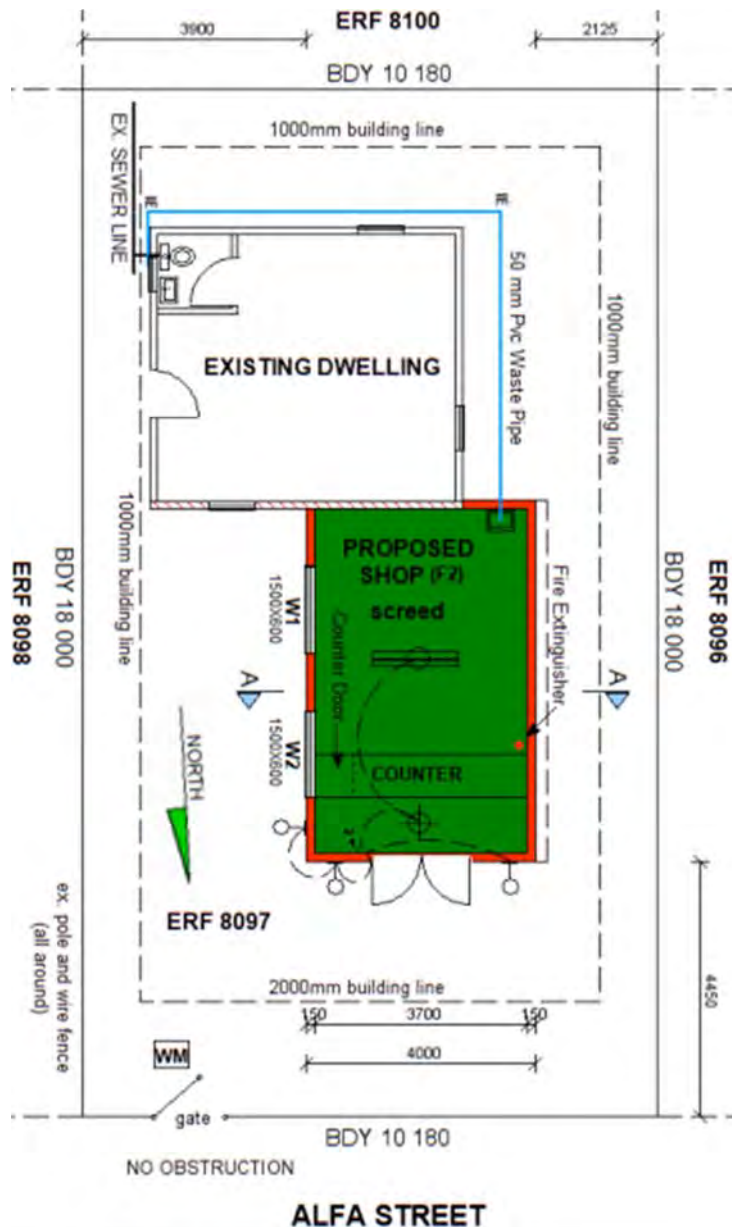 ERF 8100
3900
2125
BDY 10 180
1000mm building line
EX. SEWER LINE
IE
IE
50 mm Pvc Waste Pipe
1000mm building line
EXISTING DWELLING
1000mm building line
ERF 8098
BDY 18 000
PROPOSED
SHOP (F2)
screed
W1
1500X600
Counter Door
Fire Extinguisher
BDY 18 000
ERF 8096
A
A
W2
1500X600
COUNTER
NORTH
ERF 8097
ex. pole and wire fence
(all around)
4450
2000mm building line
150
3700
150
4000
WM
gate
BDY 10 180
NO OBSTRUCTION
ALFA STREET